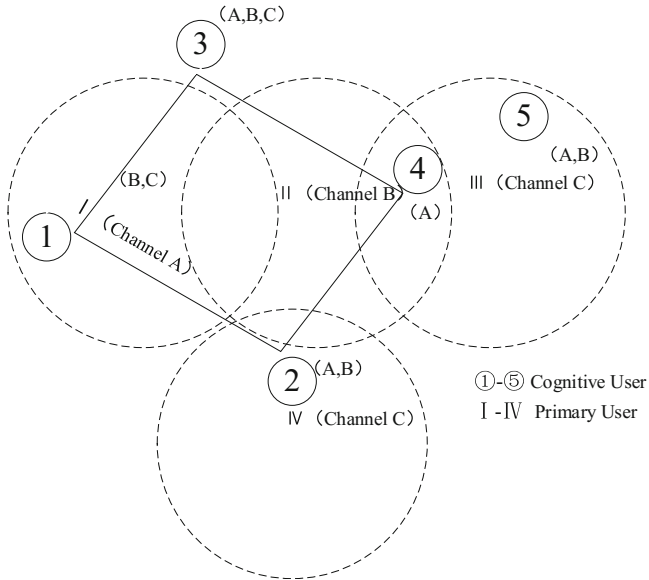 3
(A,B,C)
5
(A,B)
4
(A)
(B,C)
Ⅰ (Channel A)
Ⅱ (Channel B)
Ⅲ (Channel C)
1
2
(A,B)
Ⅳ (Channel C)
①-⑤ Cognitive User
Ⅰ-Ⅳ Primary User